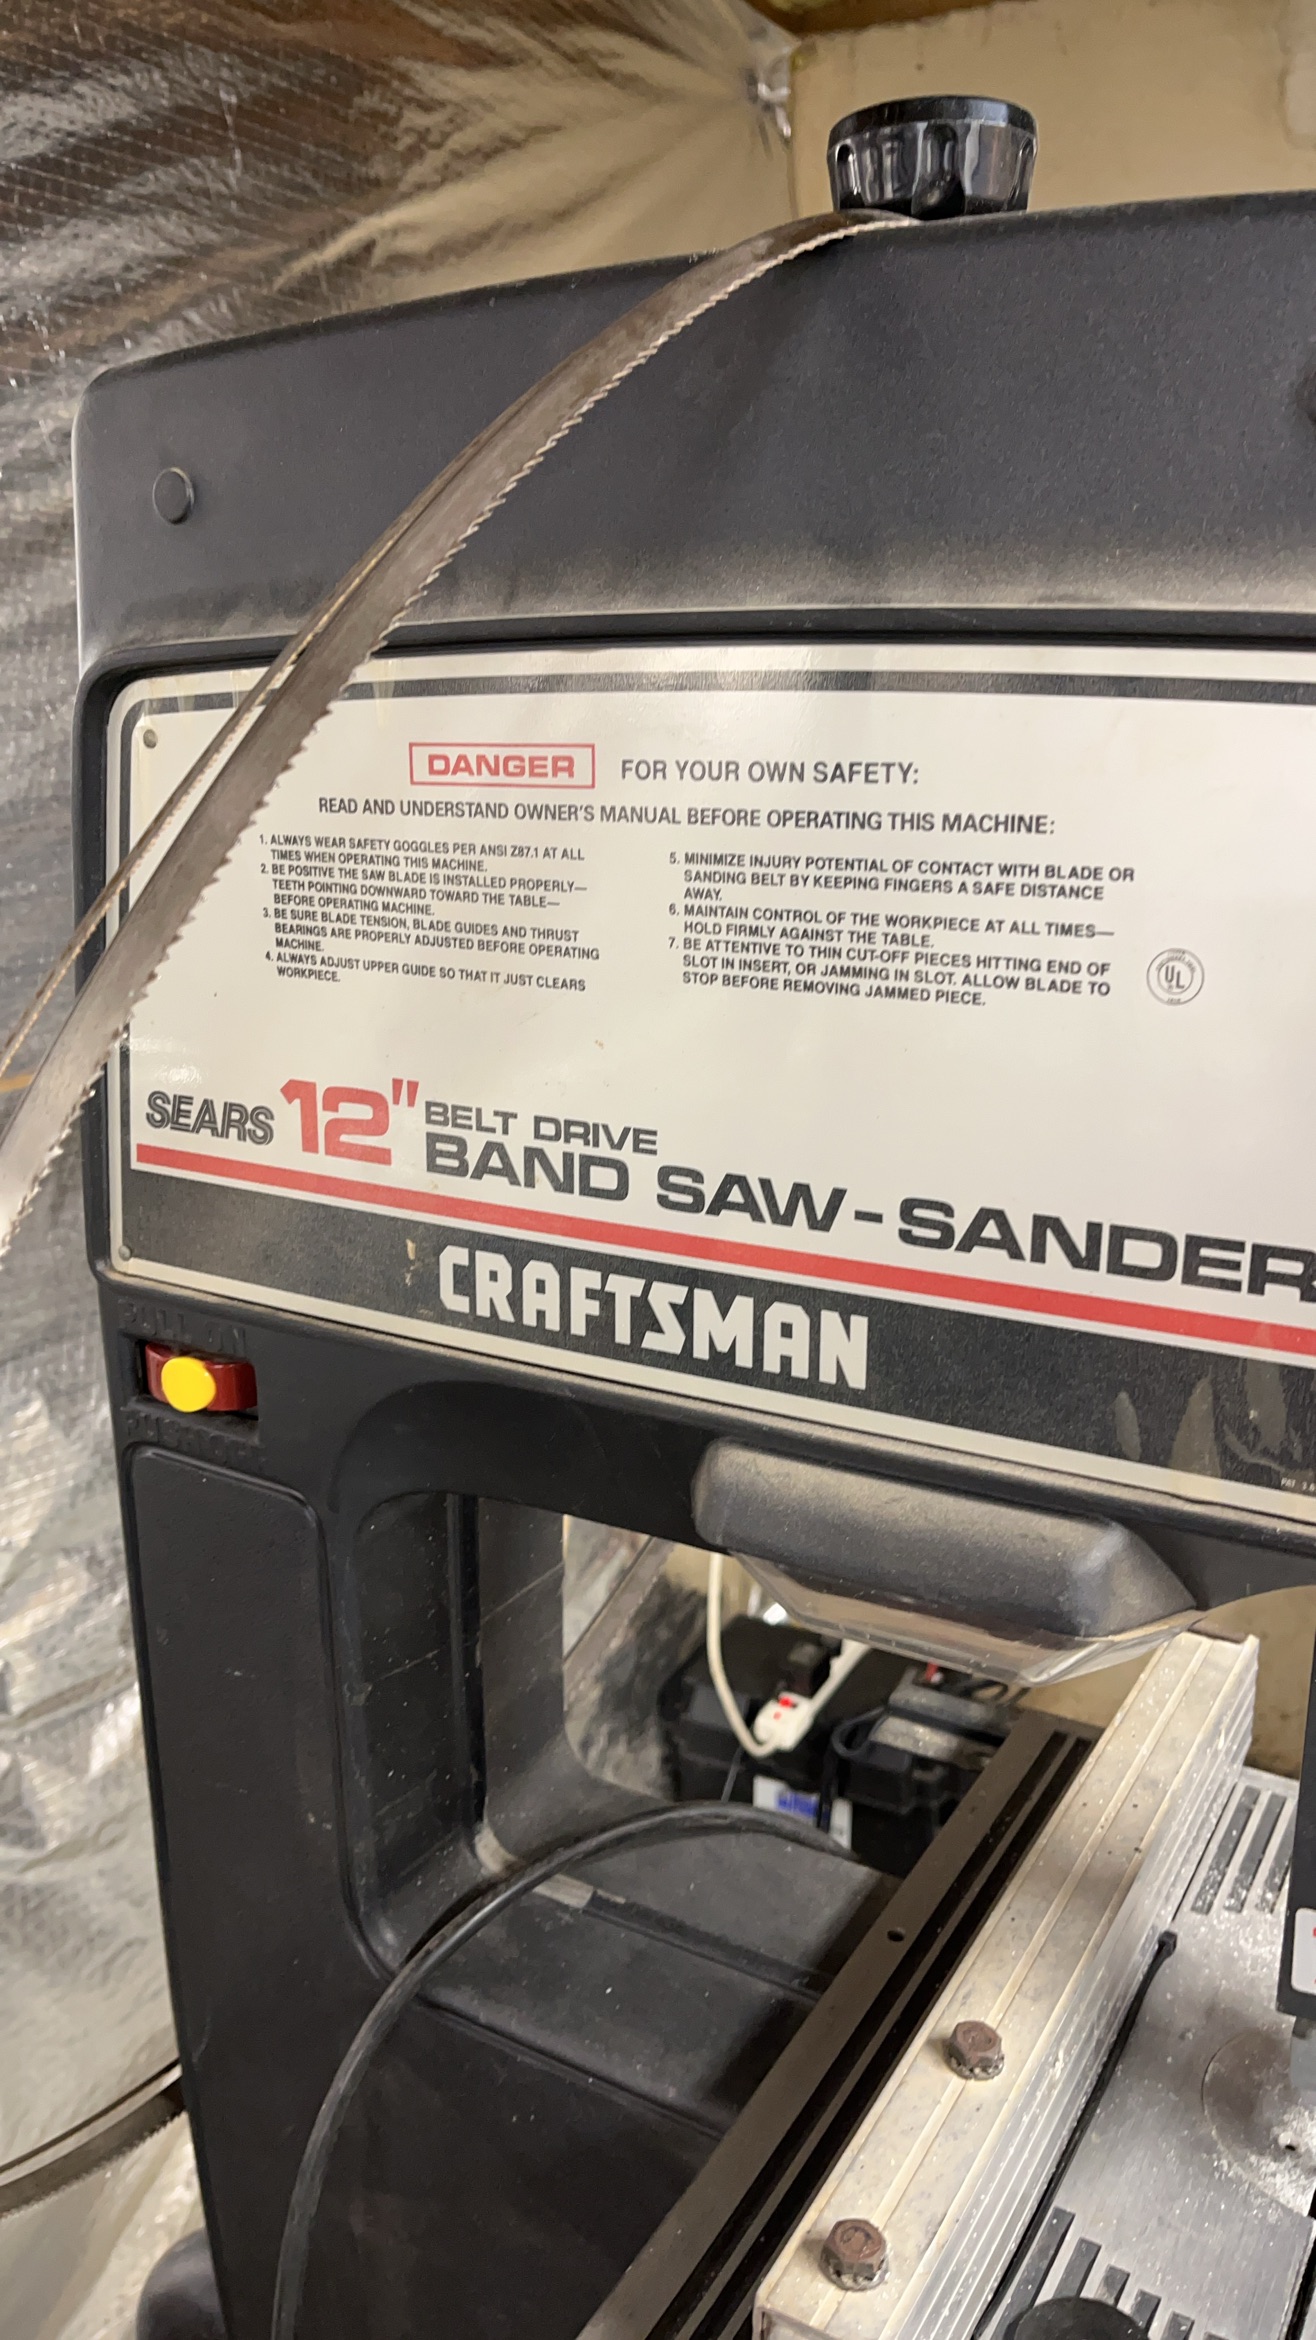 DANGER FOR YOUR OWN SAFETY:
READ AND UNDERSTAND OWNER'S MANUAL BEFORE OPERATING THIS MACHINE:
1. ALWAYS WEAR SAFETY GOGGLES PER ANSI Z87.1 AT ALL
TIMES WHEN OPERATING THIS MACHINE.
2. BE POSITIVE THE SAW BLADE IS INSTALLED PROPERLY—
TEETH POINTING DOWNWARD TOWARD THE TABLE—
BEFORE OPERATING MACHINE.
3. BE SURE BLADE TENSION, BLADE GUIDES AND THRUST
BEARINGS ARE PROPERLY ADJUSTED BEFORE OPERATING
MACHINE.
4. ALWAYS ADJUST UPPER GUIDE SO THAT IT JUST CLEARS
WORKPIECE.
5. MINIMIZE INJURY POTENTIAL OF CONTACT WITH BLADE OR
SANDING BELT BY KEEPING FINGERS A SAFE DISTANCE
AWAY.
6. MAINTAIN CONTROL OF THE WORKPIECE AT ALL TIMES—
HOLD FIRMLY AGAINST THE TABLE.
7. BE ATTENTIVE TO THIN CUT-OFF PIECES HITTING END OF
SLOT IN INSERT, OR JAMMING IN SLOT. ALLOW BLADE TO
STOP BEFORE REMOVING JAMMED PIECE.
UL
SEARS 12" BELT DRIVE
BAND SAW-SANDER
CRAFTSMAN
PULL ON
PAT.